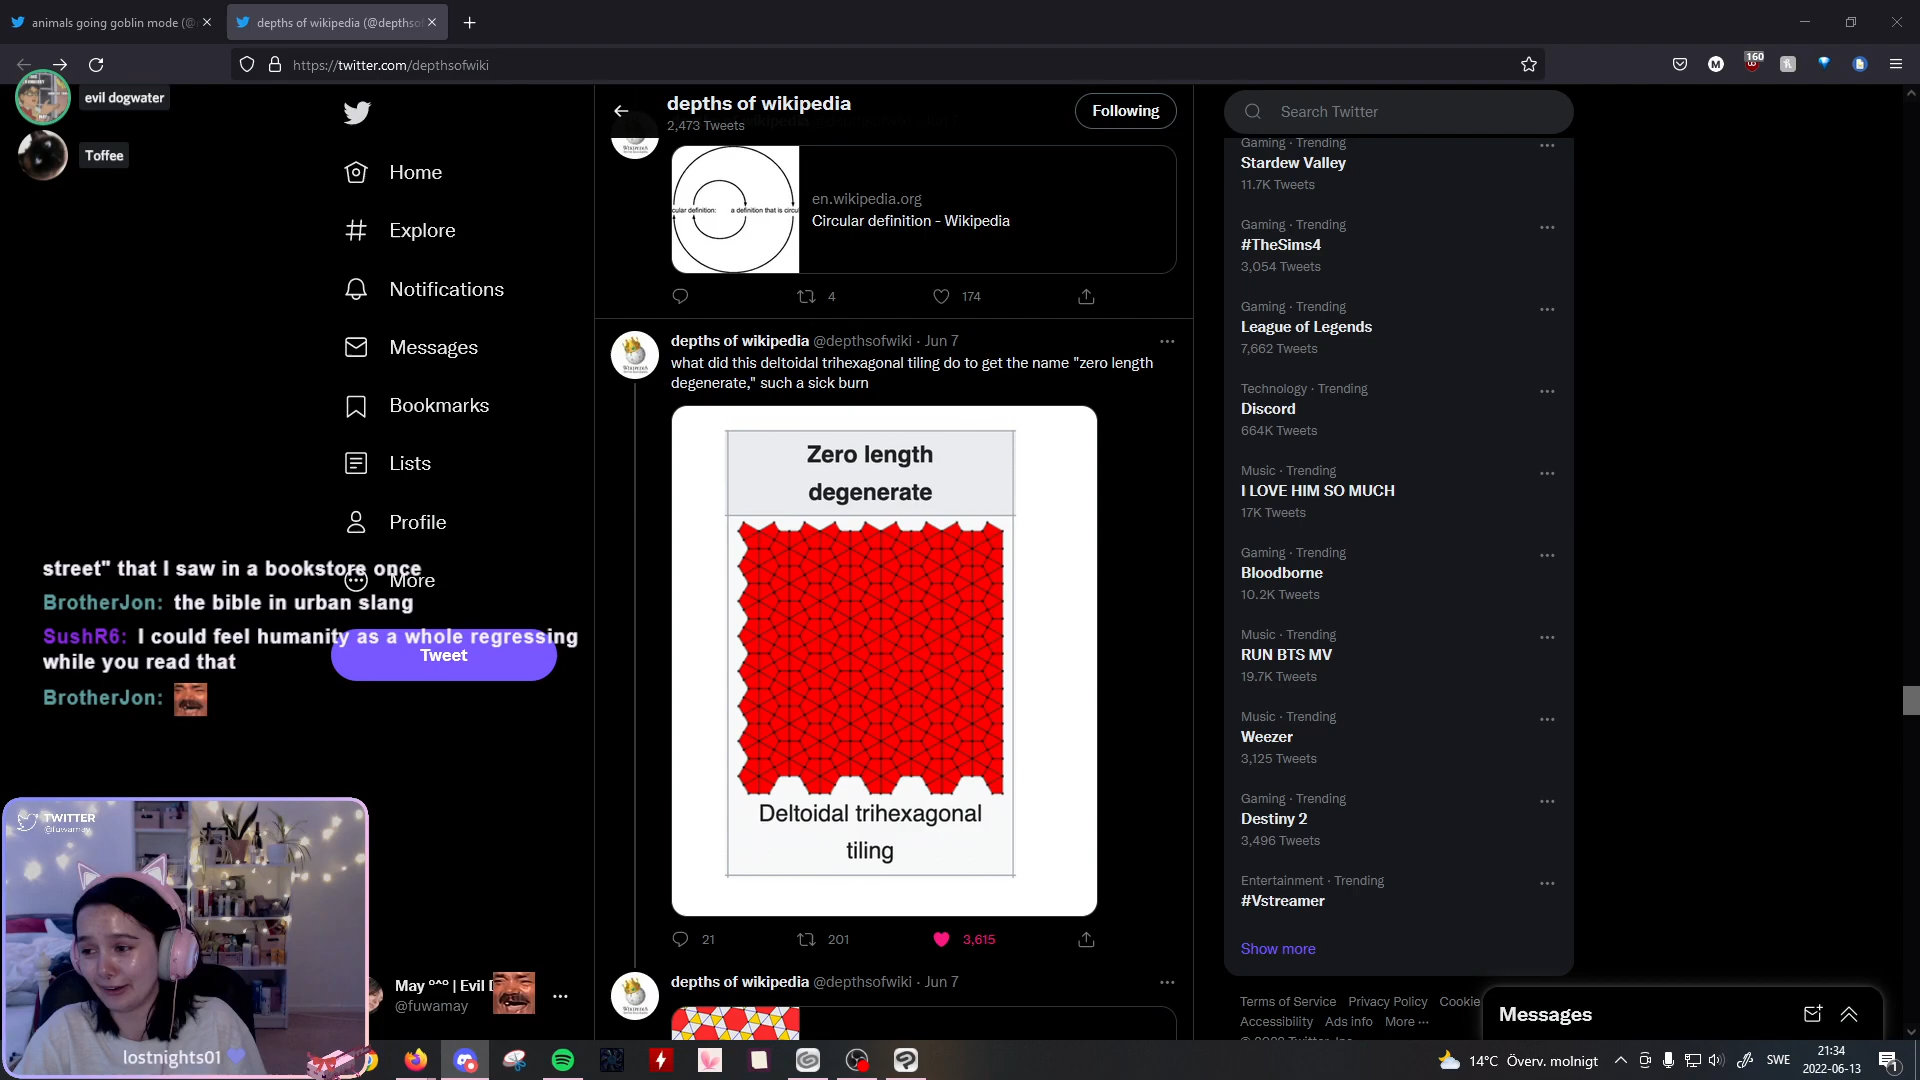 animals going goblin mode (@
depths of wikipedia (@depthso
https://twitter.com/depthsofwiki
160
evil dogwater
Toffee
Home
Explore
Notifications
Messages
Bookmarks
Lists
Profile
More
Tweet
street" that I saw in a bookstore once
BrotherJon: the bible in urban slang
SushR6: I could feel humanity as a whole regressing
while you read that
BrotherJon:
TWITTER
@fuwamay
lostnights01
May º^º | Evil
@fuwamay
depths of wikipedia
2,473 Tweets
Following
cular definition: a definition that is circul
en.wikipedia.org
Circular definition - Wikipedia
4
174
depths of wikipedia @depthsofwiki · Jun 7
what did this deltoidal trihexagonal tiling do to get the name "zero length
degenerate," such a sick burn
Zero length
degenerate
Deltoidal trihexagonal
tiling
21
201
3,615
depths of wikipedia @depthsofwiki · Jun 7
Search Twitter
Gaming · Trending
Stardew Valley
11.7K Tweets
Gaming · Trending
#TheSims4
3,054 Tweets
Gaming · Trending
League of Legends
7,662 Tweets
Technology · Trending
Discord
664K Tweets
Music · Trending
I LOVE HIM SO MUCH
17K Tweets
Gaming · Trending
Bloodborne
10.2K Tweets
Music · Trending
RUN BTS MV
19.7K Tweets
Music · Trending
Weezer
3,125 Tweets
Gaming · Trending
Destiny 2
3,496 Tweets
Entertainment · Trending
#Vstreamer
Show more
Terms of Service Privacy Policy Cookie
Accessibility Ads info More ···
Messages
14°C Överv. molnigt
SWE
21:34
2022-06-13
1